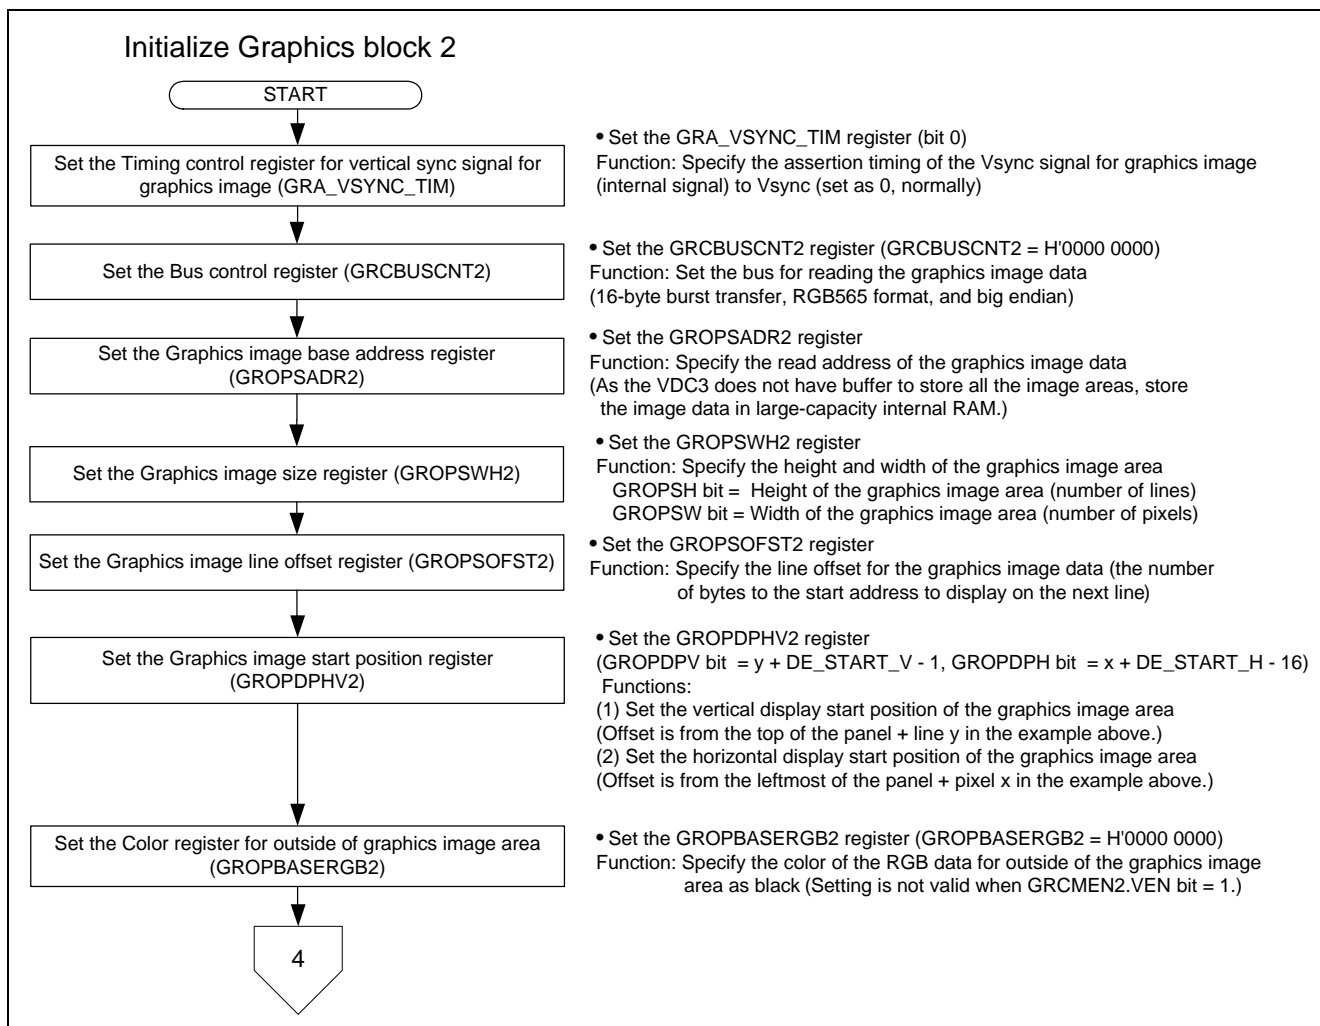 Initialize Graphics block 2
START
Set the Timing control register for vertical sync signal for
graphics image (GRA_VSYNC_TIM)
• Set the GRA_VSYNC_TIM register (bit 0)
Function: Specify the assertion timing of the Vsync signal for graphics image
(internal signal) to Vsync (set as 0, normally)
Set the Bus control register (GRCBUSCNT2)
• Set the GRCBUSCNT2 register (GRCBUSCNT2 = H'0000 0000)
Function: Set the bus for reading the graphics image data
(16-byte burst transfer, RGB565 format, and big endian)
Set the Graphics image base address register
(GROPSADR2)
• Set the GROPSADR2 register
Function: Specify the read address of the graphics image data
(As the VDC3 does not have buffer to store all the image areas, store
the image data in large-capacity internal RAM.)
Set the Graphics image size register (GROPSWH2)
• Set the GROPSWH2 register
Function: Specify the height and width of the graphics image area
GROPSH bit = Height of the graphics image area (number of lines)
GROPSW bit = Width of the graphics image area (number of pixels)
Set the Graphics image line offset register (GROPSOFST2)
• Set the GROPSOFST2 register
Function: Specify the line offset for the graphics image data (the number
of bytes to the start address to display on the next line)
Set the Graphics image start position register
(GROPDPHV2)
• Set the GROPDPHV2 register
(GROPDPV bit = y + DE_START_V - 1, GROPDPH bit = x + DE_START_H - 16)
Functions:
(1) Set the vertical display start position of the graphics image area
(Offset is from the top of the panel + line y in the example above.)
(2) Set the horizontal display start position of the graphics image area
(Offset is from the leftmost of the panel + pixel x in the example above.)
Set the Color register for outside of graphics image area
(GROPBASERGB2)
• Set the GROPBASERGB2 register (GROPBASERGB2 = H'0000 0000)
Function: Specify the color of the RGB data for outside of the graphics image
area as black (Setting is not valid when GRCMEN2.VEN bit = 1.)
4